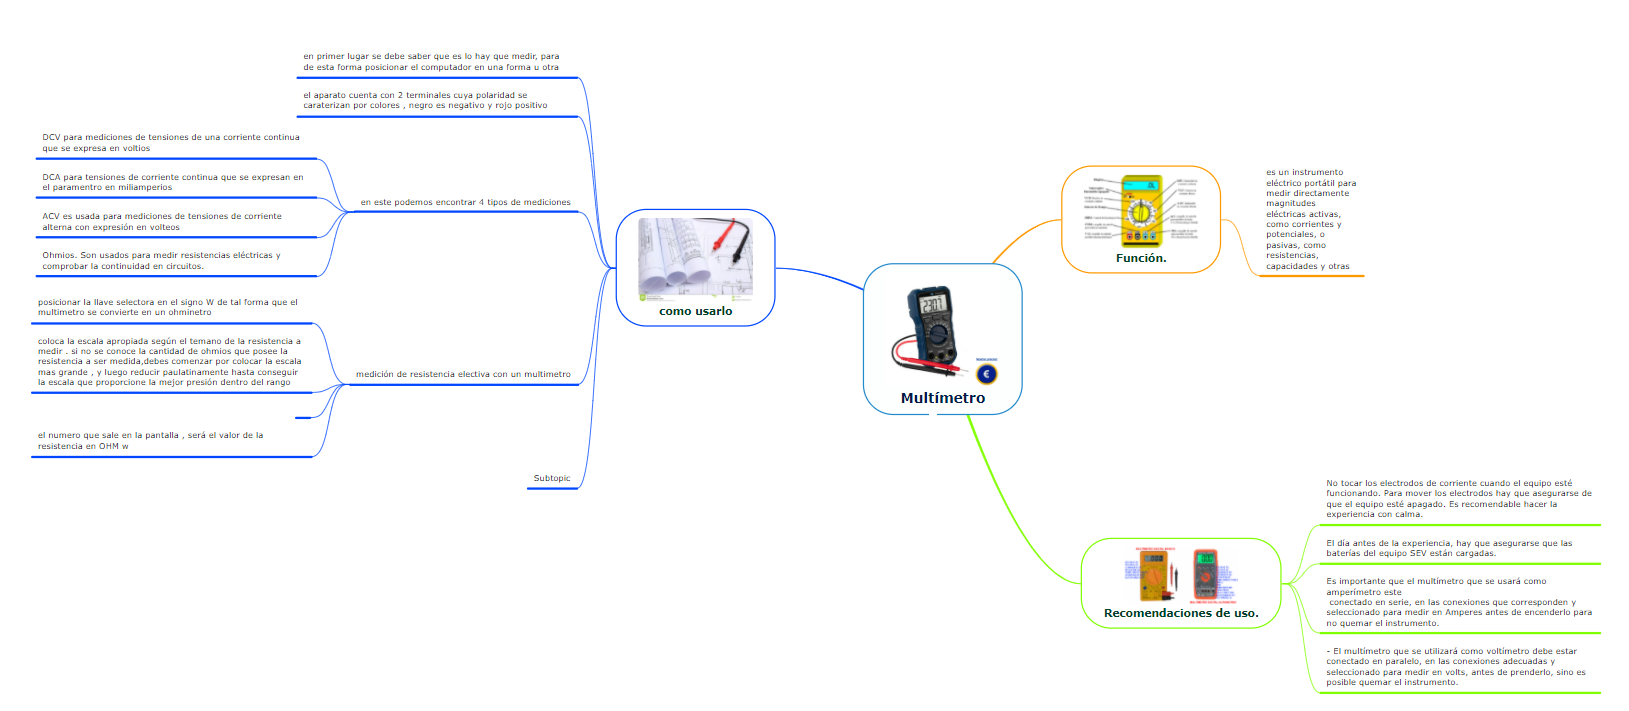 en primer lugar se debe saber que es lo hay que medir, para
de esta forma posicionar el computador en una forma u otra
el aparato cuenta con 2 terminales cuya polaridad se
caraterizan por colores , negro es negativo y rojo positivo
DCV para mediciones de tensiones de una corriente continua
que se expresa en voltios
DCA para tensiones de corriente continua que se expresan en
el paramentro en miliamperios
ACV es usada para mediciones de tensiones de corriente
alterna con expresión en volteos
Ohmios. Son usados para medir resistencias eléctricas y
comprobar la continuidad en circuitos.
en este podemos encontrar 4 tipos de mediciones
posicionar la llave selectora en el signo W de tal forma que el
multimetro se convierte en un ohminetro
coloca la escala apropiada según el temano de la resistencia a
medir . si no se conoce la cantidad de ohmios que posee la
resistencia a ser medida,debes comenzar por colocar la escala
mas grande , y luego reducir paulatinamente hasta conseguir
la escala que proporcione la mejor presión dentro del rango
el numero que sale en la pantalla , será el valor de la
resistencia en OHM w
medición de resistencia electiva con un multimetro
Subtopic
como usarlo
2307
€
Multímetro
Función.
es un instrumento
eléctrico portátil para
medir directamente
magnitudes
eléctricas activas,
como corrientes y
potenciales, o
pasivas, como
resistencias,
capacidades y otras
Recomendaciones de uso.
No tocar los electrodos de corriente cuando el equipo esté
funcionando. Para mover los electrodos hay que asegurarse de
que el equipo esté apagado. Es recomendable hacer la
experiencia con calma.
El día antes de la experiencia, hay que asegurarse que las
baterías del equipo SEV están cargadas.
Es importante que el multímetro que se usará como
amperímetro este
conectado en serie, en las conexiones que corresponden y
seleccionado para medir en Amperes antes de encenderlo para
no quemar el instrumento.
- El multímetro que se utilizará como voltímetro debe estar
conectado en paralelo, en las conexiones adecuadas y
seleccionado para medir en volts, antes de prenderlo, sino es
posible quemar el instrumento.